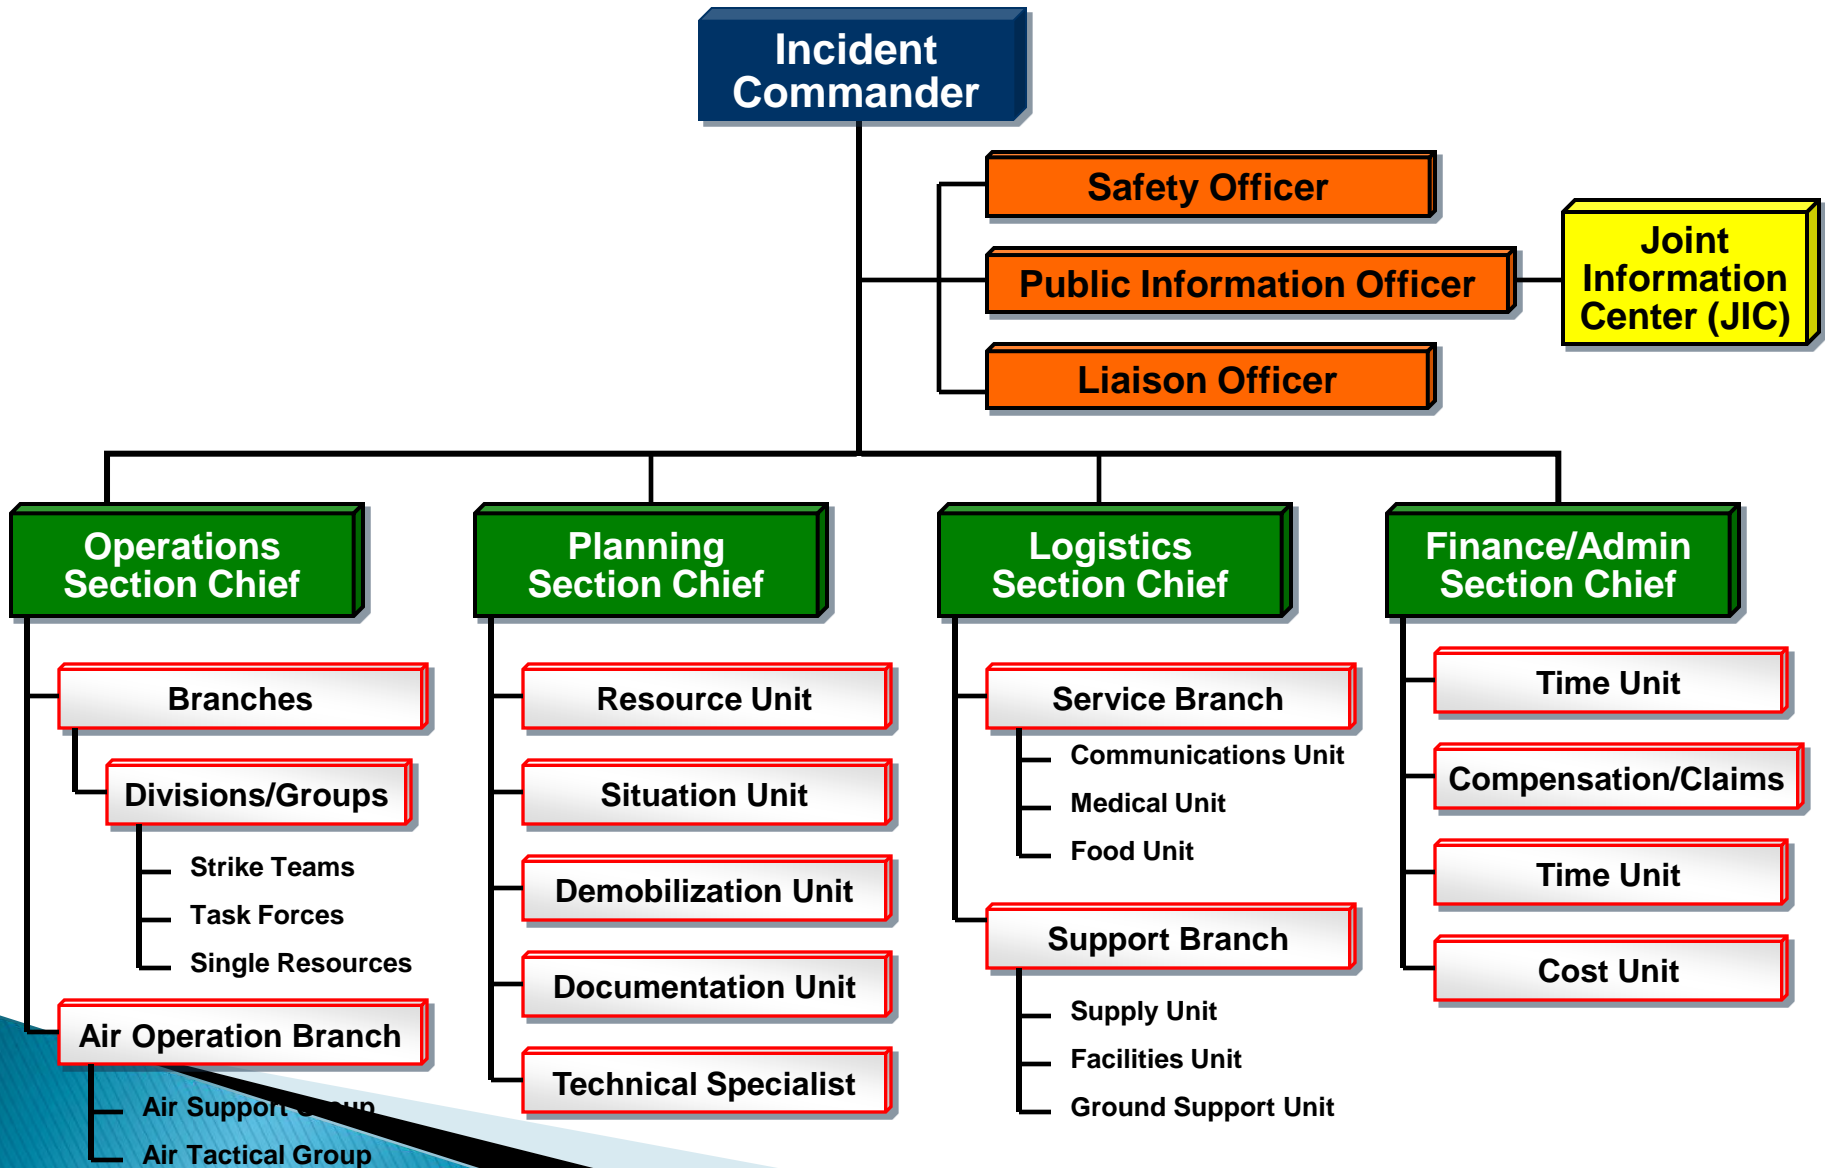 Incident
Commander
Safety Officer
Public Information Officer
Joint
Information
Center (JIC)
Liaison Officer
Operations
Section Chief
Branches
Divisions/Groups
Strike Teams
Task Forces
Single Resources
Air Operation Branch
Air Support Group
Air Tactical Group
Planning
Section Chief
Resource Unit
Situation Unit
Demobilization Unit
Documentation Unit
Technical Specialist
Logistics
Section Chief
Service Branch
Communications Unit
Medical Unit
Food Unit
Support Branch
Supply Unit
Facilities Unit
Ground Support Unit
Finance/Admin
Section Chief
Time Unit
Compensation/Claims
Time Unit
Cost Unit